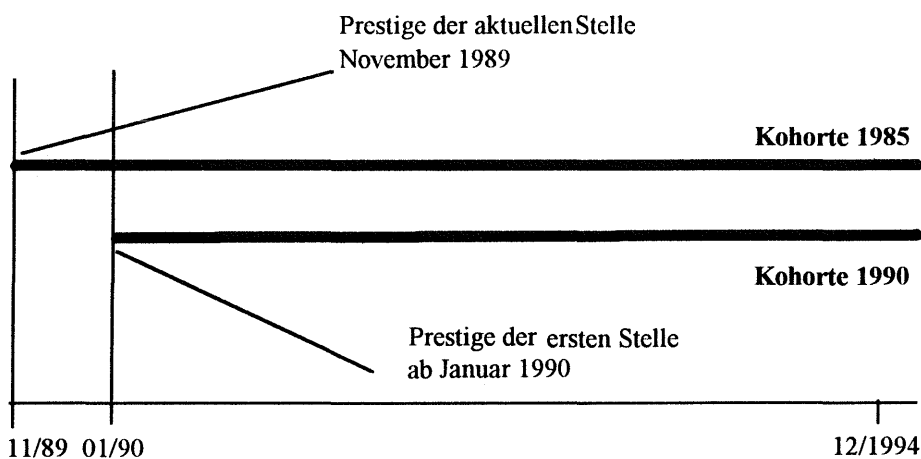 Prestige der aktuellen Stelle
November 1989
Kohorte 1985
Kohorte 1990
Prestige der ersten Stelle
ab Januar 1990
11/89 01/90 12/1994